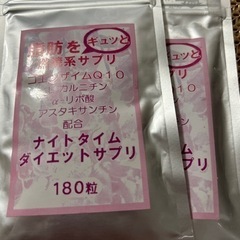 脂肪をキュッと
系サプリ
コエンザイムQ10
カルニチン
α-リポ酸
アスタキサンチン
配合
ナイトタイム
ダイエットサプリ
180粒